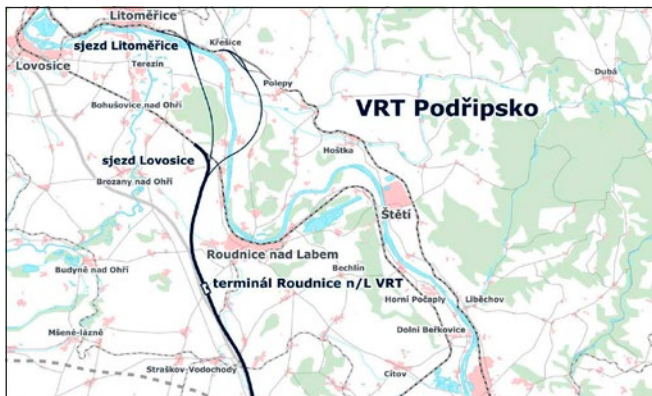 Litoměřice
sjezd Litoměřice
Křešice
Lovosice
Terezín
Polepy
Dubá
VRT Podřipsko
Bohušovice nad Ohří
Hoštka
sjezd Lovosice
Brozany nad Ohří
Štětí
Roudnice nad Labem
Budyně nad Ohří
Bechlín
terminál Roudnice n/L VRT
Horní Počaply
Liběchov
Mšené-lázně
Dolní Beřkovice
Straškov-Vodochody
Cítov